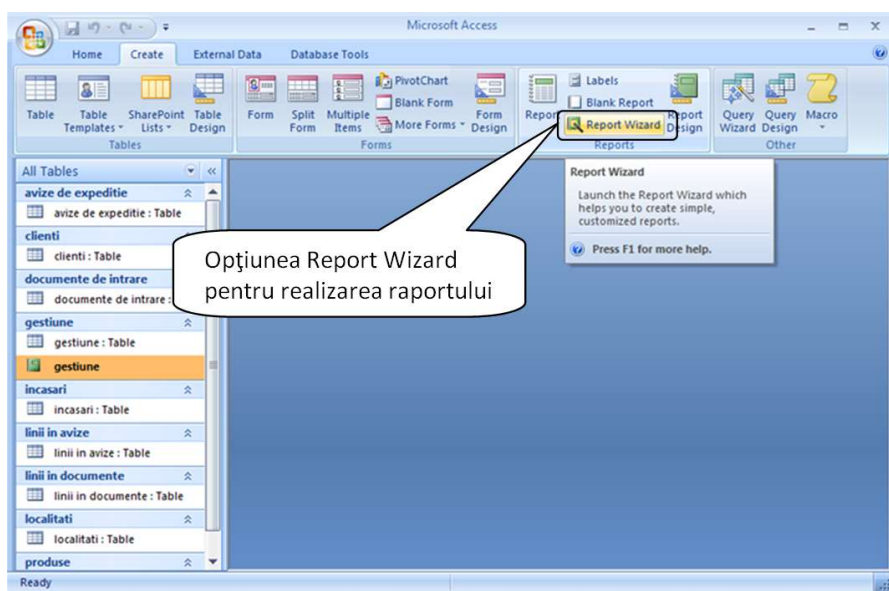 Microsoft Access
Home Create External Data Database Tools
Table
Table Templates
SharePoint Lists
Table Design
Tables
Form
Split Form
Multiple Items
PivotChart
Blank Form
More Forms
Form Design
Forms
Report
Labels
Blank Report
Report Wizard
Report Design
Reports
Query Wizard
Query Design
Macro
Other
All Tables
avize de expeditie
avize de expeditie : Table
clienti
clienti : Table
documente de intrare
documente de intrare :
gestiune
gestiune : Table
gestiune
incasari
incasari : Table
linii in avize
linii in avize : Table
linii in documente
linii in documente : Table
localitati
localitati : Table
produse
Report Wizard
Launch the Report Wizard which
helps you to create simple,
customized reports.
Press F1 for more help.
Opţiunea Report Wizard
pentru realizarea raportului
Ready